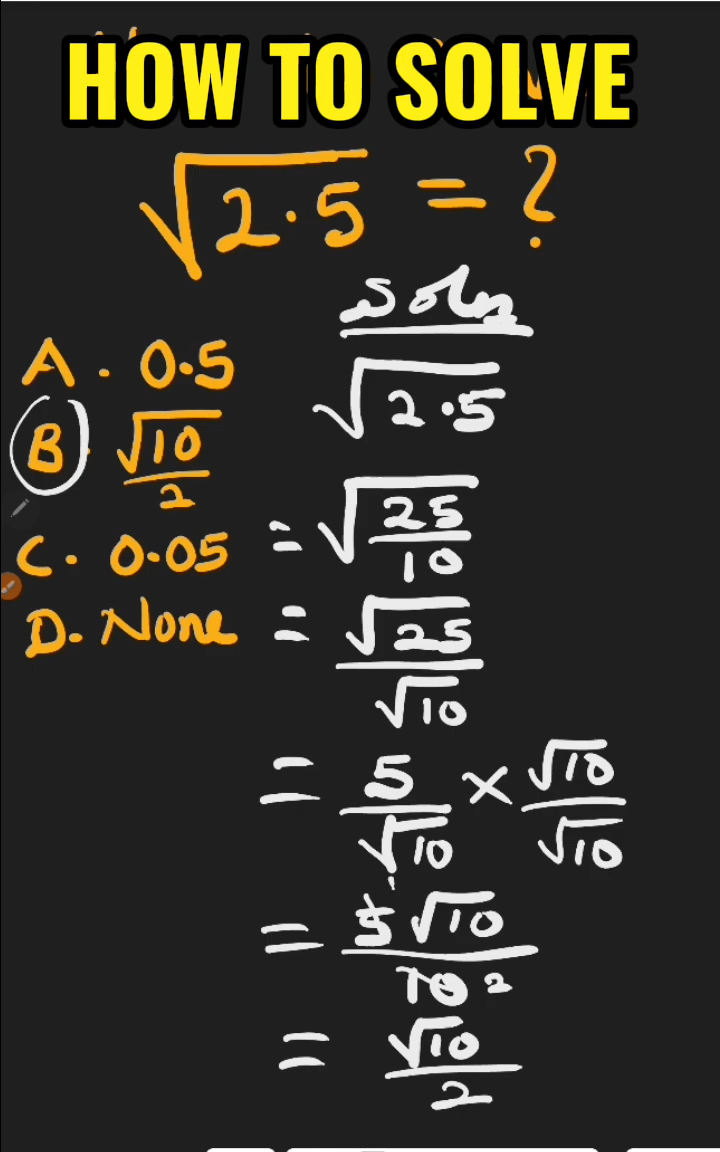 HOW TO SOLVE
√2.5 = ?
Soln
A. 0.5
B. √10/2
C. 0.05
D. None
√2.5
= √25/10
= √25/√10
= 5/√10 × √10/√10
= 5√10/10 2
= √10/2